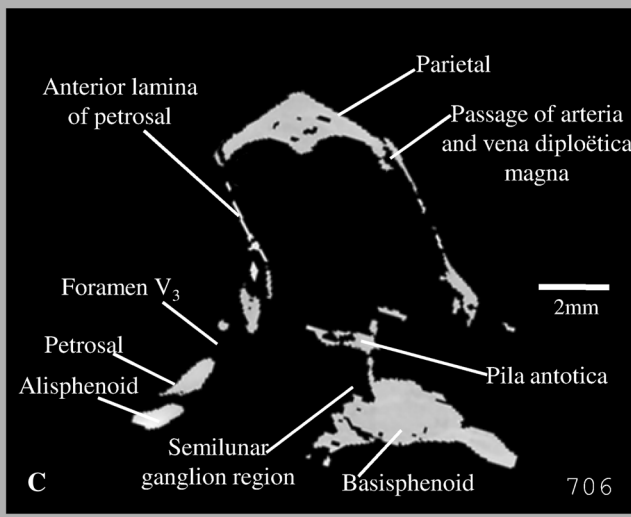 Parietal
Anterior lamina
of petrosal
Passage of arteria
and vena diploëtica
magna
Foramen V₃
2mm
Petrosal
Alisphenoid
Pila antotica
Semilunar
ganglion region
Basisphenoid
C
706